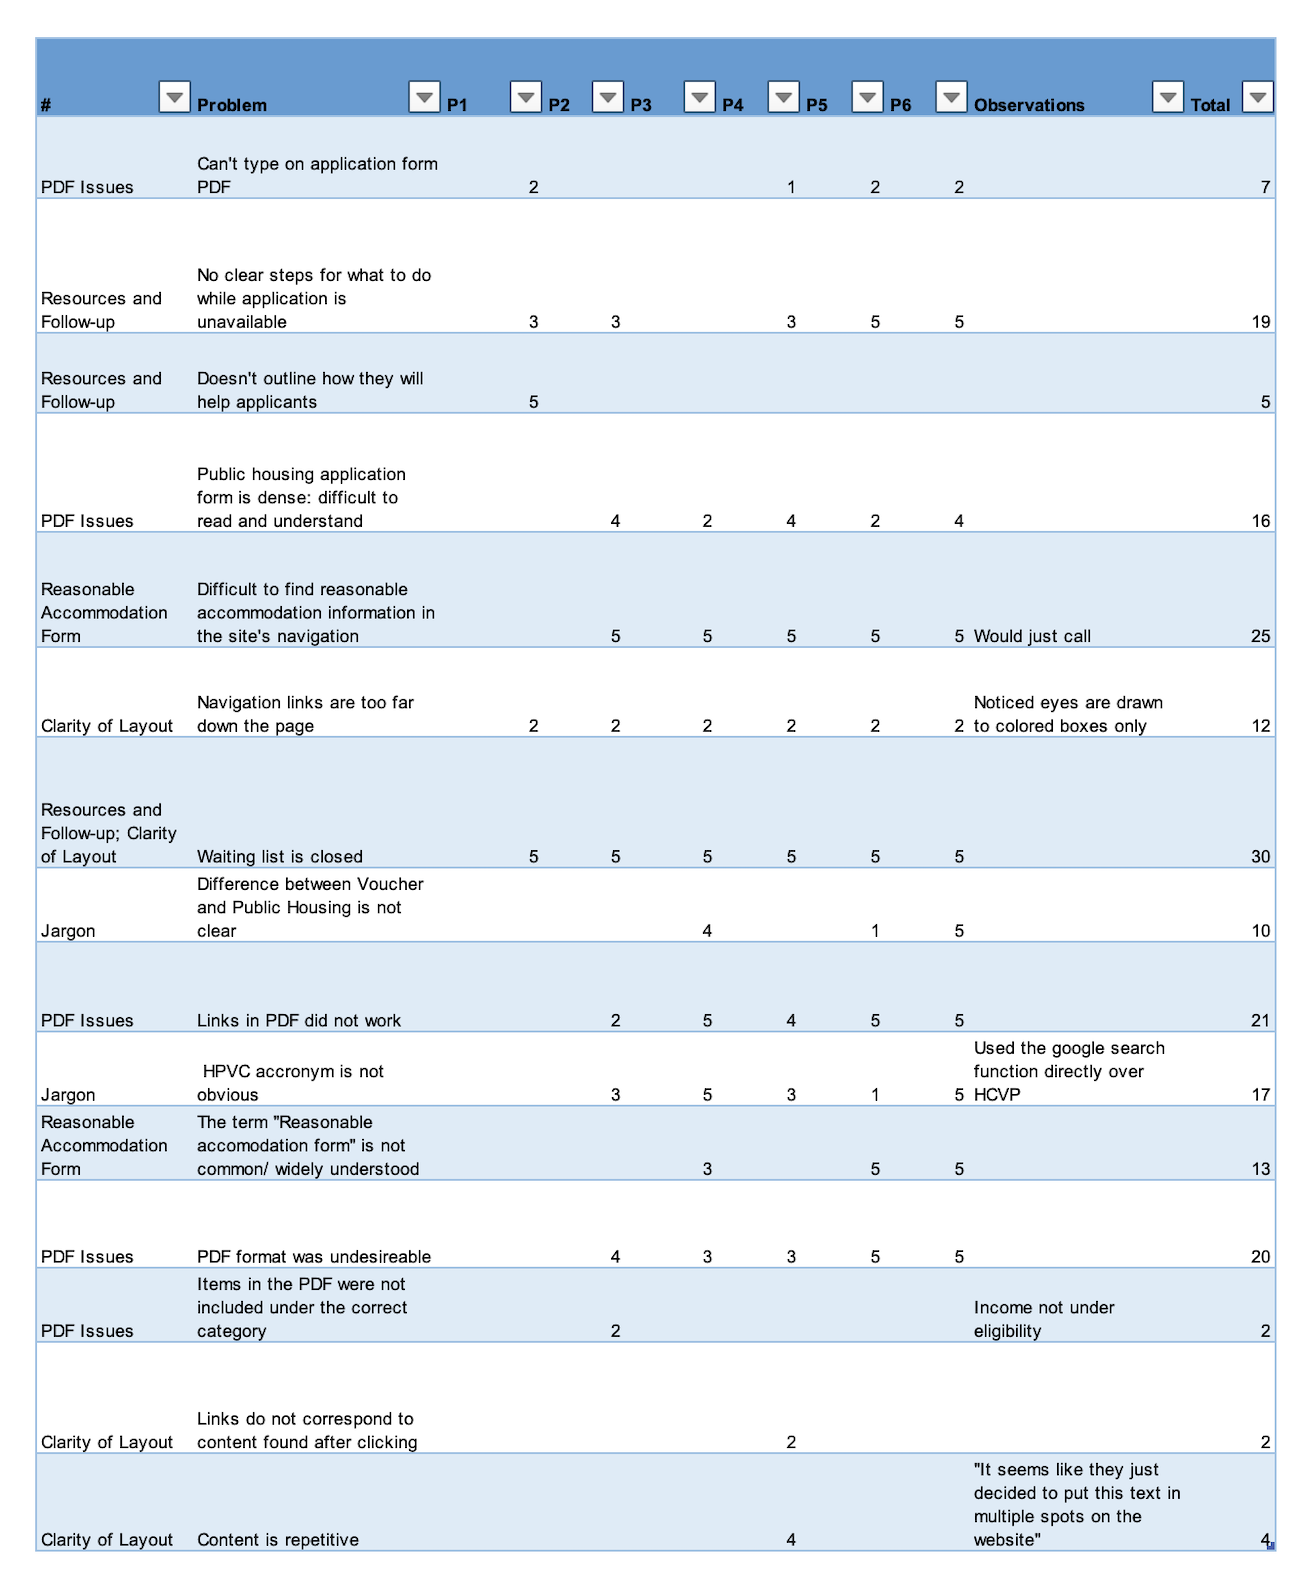 # Problem P1 P2 P3 P4 P5 P6 Observations Total
Can't type on application form
PDF Issues PDF 2 1 2 2 7
No clear steps for what to do
Resources and while application is
Follow-up unavailable 3 3 3 5 5 19
Resources and Doesn't outline how they will
Follow-up help applicants 5 5
Public housing application
form is dense: difficult to
PDF Issues read and understand 4 2 4 2 4 16
Reasonable Difficult to find reasonable
Accommodation accommodation information in
Form the site's navigation 5 5 5 5 5 Would just call 25
Navigation links are too far Noticed eyes are drawn
Clarity of Layout down the page 2 2 2 2 2 2 to colored boxes only 12
Resources and
Follow-up; Clarity
of Layout Waiting list is closed 5 5 5 5 5 5 30
Difference between Voucher
and Public Housing is not
Jargon clear 4 1 5 10
PDF Issues Links in PDF did not work 2 5 4 5 5 21
Used the google search
HPVC accronym is not function directly over
Jargon obvious 3 5 3 1 5 HCVP 17
Reasonable The term "Reasonable
Accommodation accomodation form" is not
Form common/ widely understood 3 5 5 13
PDF Issues PDF format was undesireable 4 3 3 5 5 20
Items in the PDF were not
included under the correct Income not under
PDF Issues category 2 eligibility 2
Links do not correspond to
Clarity of Layout content found after clicking 2 2
"It seems like they just
decided to put this text in
multiple spots on the
Clarity of Layout Content is repetitive 4 website" 4